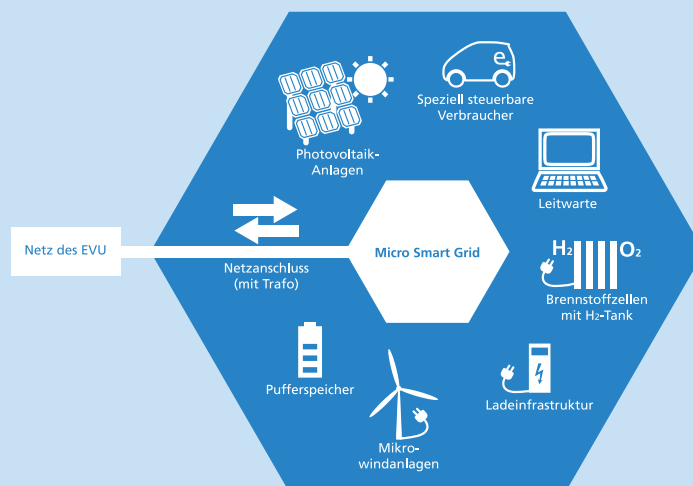 e
Speziell steuerbare
Verbraucher
Photovoltaik-
Anlagen
Leitwarte
Netz des EVU
Netzanschluss
(mit Trafo)
Micro Smart Grid
H₂
O₂
Brennstoffzellen
mit H₂-Tank
Pufferspeicher
Ladeinfrastruktur
Mikro-
windanlagen